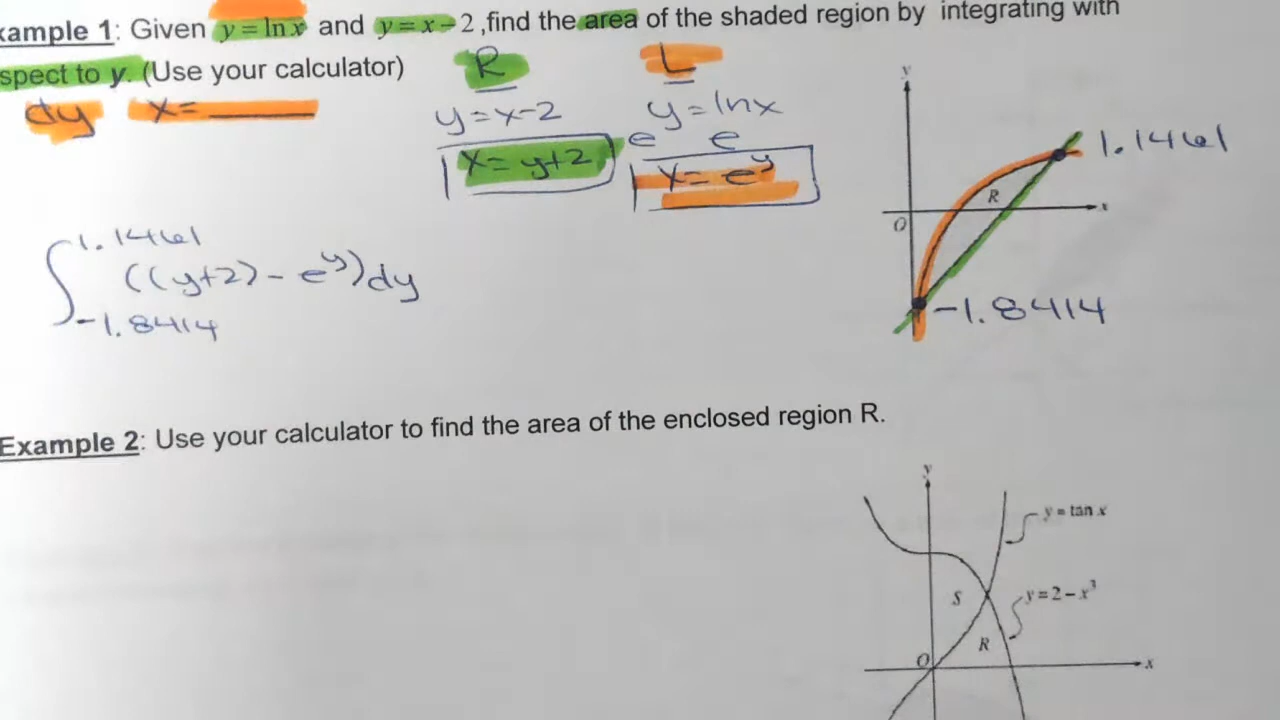 xample 1: Given y = ln x and y = x − 2 ,find the area of the shaded region by integrating with
spect to y. (Use your calculator)
R
L
dy x = ______
y = x-2
y = lnx
e e
x = y+2
x = e^y
y
1.1461
R
x
O
-1.8414
∫ 1.1461
((y+2) - e^y) dy
-1.8414
Example 2: Use your calculator to find the area of the enclosed region R.
y
y = tan x
S
y = 2 − x³
R
O
x